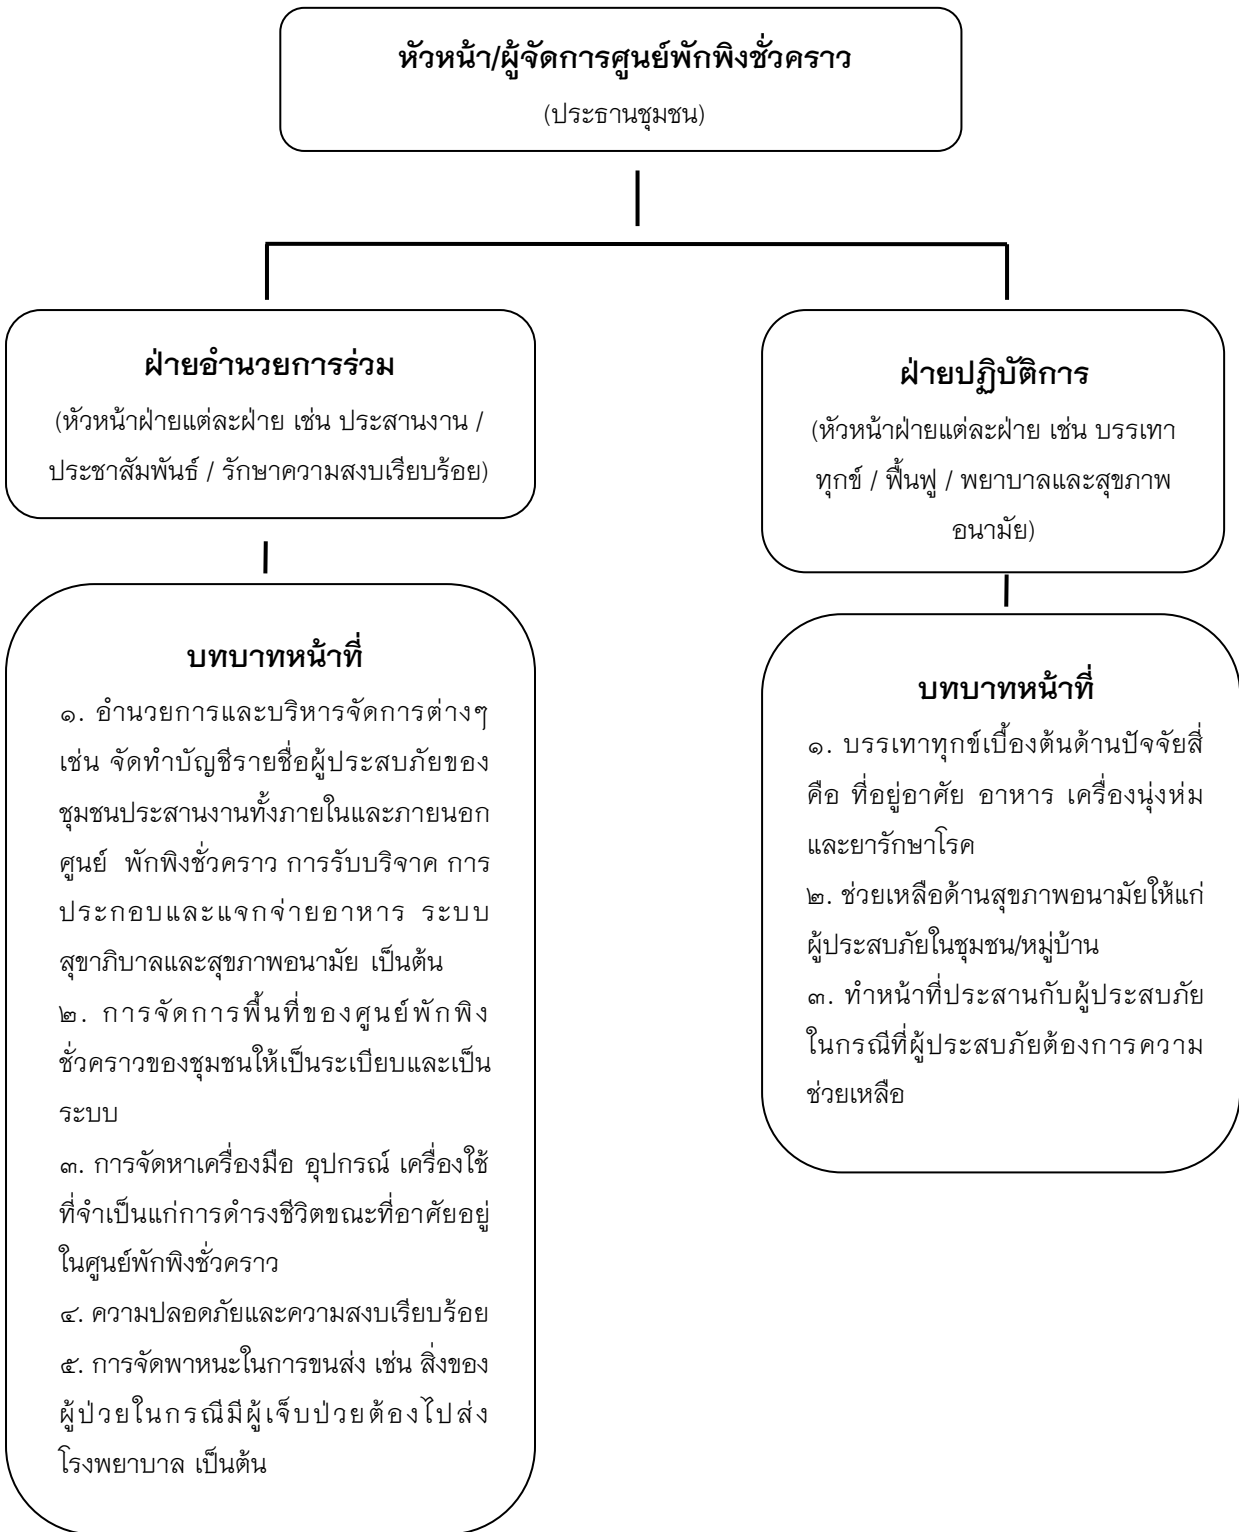 หัวหน้า/ผู้จัดการศูนย์พักพิงชั่วคราว
(ประธานชุมชน)
ฝ่ายอำนวยการร่วม
(หัวหน้าฝ่ายแต่ละฝ่าย เช่น ประสานงาน /
ประชาสัมพันธ์ / รักษาความสงบเรียบร้อย)
บทบาทหน้าที่
๑. อำนวยการและบริหารจัดการต่างๆ
เช่น จัดทำบัญชีรายชื่อผู้ประสบภัยของ
ชุมชนประสานงานทั้งภายในและภายนอก
ศูนย์ พักพิงชั่วคราว การรับบริจาค การ
ประกอบและแจกจ่ายอาหาร ระบบ
สุขาภิบาลและสุขภาพอนามัย เป็นต้น
๒. การจัดการพื้นที่ของศูนย์พักพิง
ชั่วคราวของชุมชนให้เป็นระเบียบและเป็น
ระบบ
๓. การจัดหาเครื่องมือ อุปกรณ์ เครื่องใช้
ที่จำเป็นแก่การดำรงชีวิตขณะที่อาศัยอยู่
ในศูนย์พักพิงชั่วคราว
๔. ความปลอดภัยและความสงบเรียบร้อย
๕. การจัดพาหนะในการขนส่ง เช่น สิ่งของ
ผู้ป่วยในกรณีมีผู้เจ็บป่วยต้องไปส่ง
โรงพยาบาล เป็นต้น
ฝ่ายปฏิบัติการ
(หัวหน้าฝ่ายแต่ละฝ่าย เช่น บรรเทา
ทุกข์ / ฟื้นฟู / พยาบาลและสุขภาพ
อนามัย)
บทบาทหน้าที่
๑. บรรเทาทุกข์เบื้องต้นด้านปัจจัยสี่
คือ ที่อยู่อาศัย อาหาร เครื่องนุ่งห่ม
และยารักษาโรค
๒. ช่วยเหลือด้านสุขภาพอนามัยให้แก่
ผู้ประสบภัยในชุมชน/หมู่บ้าน
๓. ทำหน้าที่ประสานกับผู้ประสบภัย
ในกรณีที่ผู้ประสบภัยต้องการความ
ช่วยเหลือ